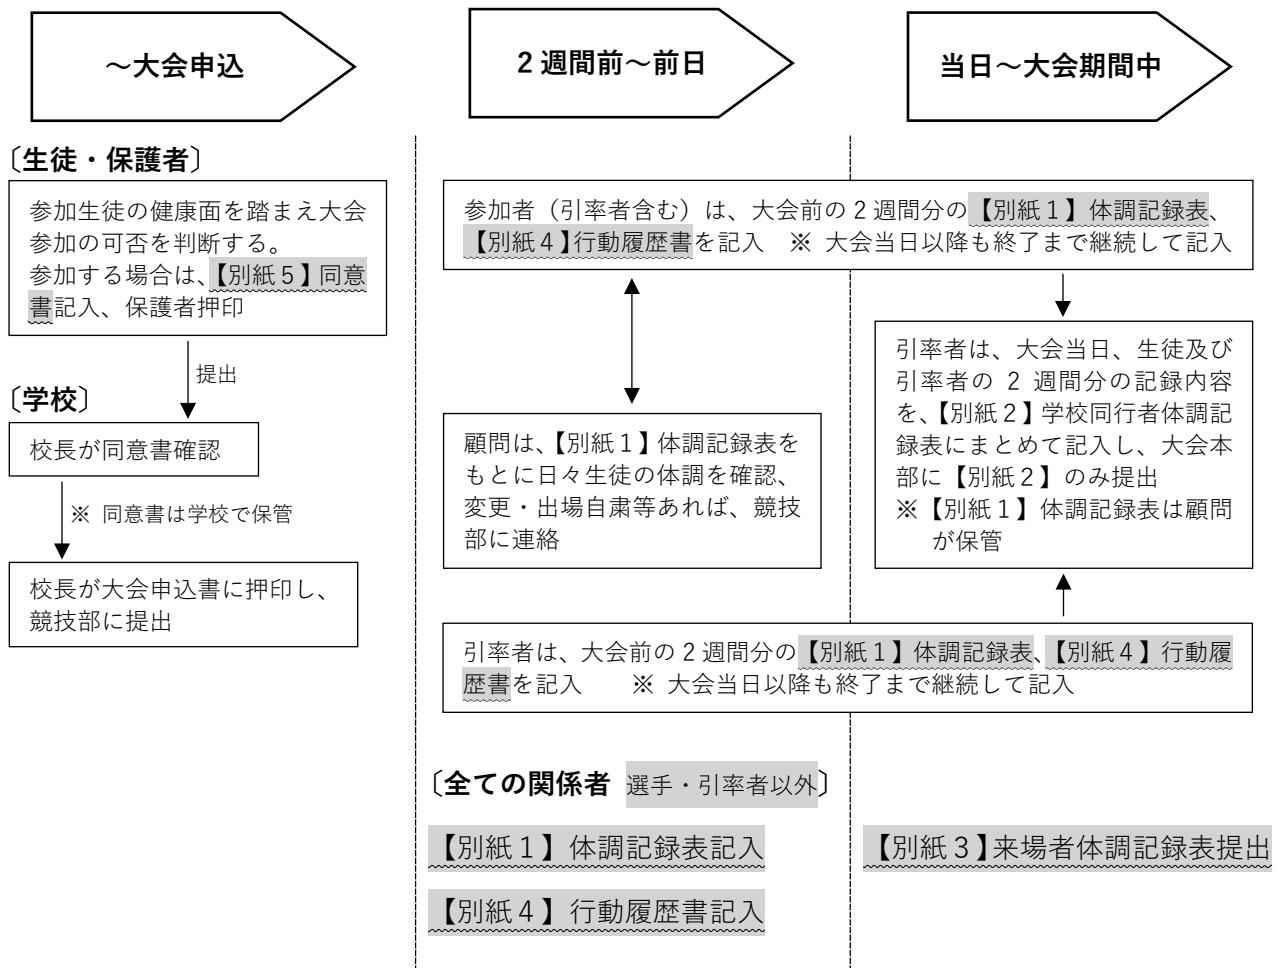 ～大会申込
２週間前～前日
当日～大会期間中
〔生徒・保護者〕
参加生徒の健康面を踏まえ大会
参加の可否を判断する。
参加する場合は、【別紙５】同意
書記入、保護者押印
提出
〔学校〕
校長が同意書確認
※ 同意書は学校で保管
校長が大会申込書に押印し、
競技部に提出
参加者（引率者含む）は、大会前の２週間分の【別紙１】体調記録表、
【別紙４】行動履歴書を記入　※ 大会当日以降も終了まで継続して記入
顧問は、【別紙１】体調記録表を
もとに日々生徒の体調を確認、
変更・出場自粛等あれば、競技
部に連絡
引率者は、大会当日、生徒及び
引率者の 2 週間分の記録内容
を、【別紙２】学校同行者体調記
録表にまとめて記入し、大会本
部に【別紙２】のみ提出
※【別紙１】体調記録表は顧問
が保管
引率者は、大会前の２週間分の【別紙１】体調記録表、【別紙４】行動履
歴書を記入　　※ 大会当日以降も終了まで継続して記入
〔全ての関係者 選手・引率者以外〕
【別紙１】体調記録表記入
【別紙４】行動履歴書記入
【別紙３】来場者体調記録表提出